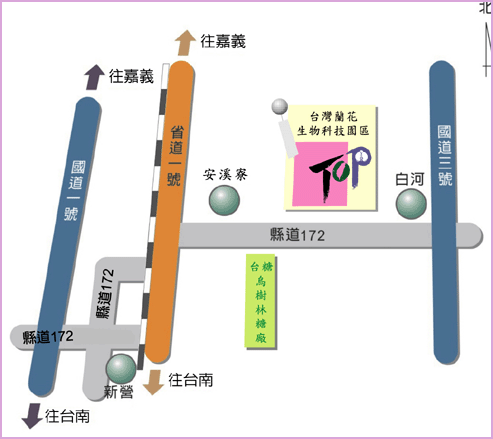 北
往嘉義
往嘉義
國道一號
省道一號
台灣蘭花
生物科技園區
TOP
國道三號
安溪寮
白河
縣道172
縣道172
縣道172
台糖
烏樹林糖廠
新營
往台南
往台南